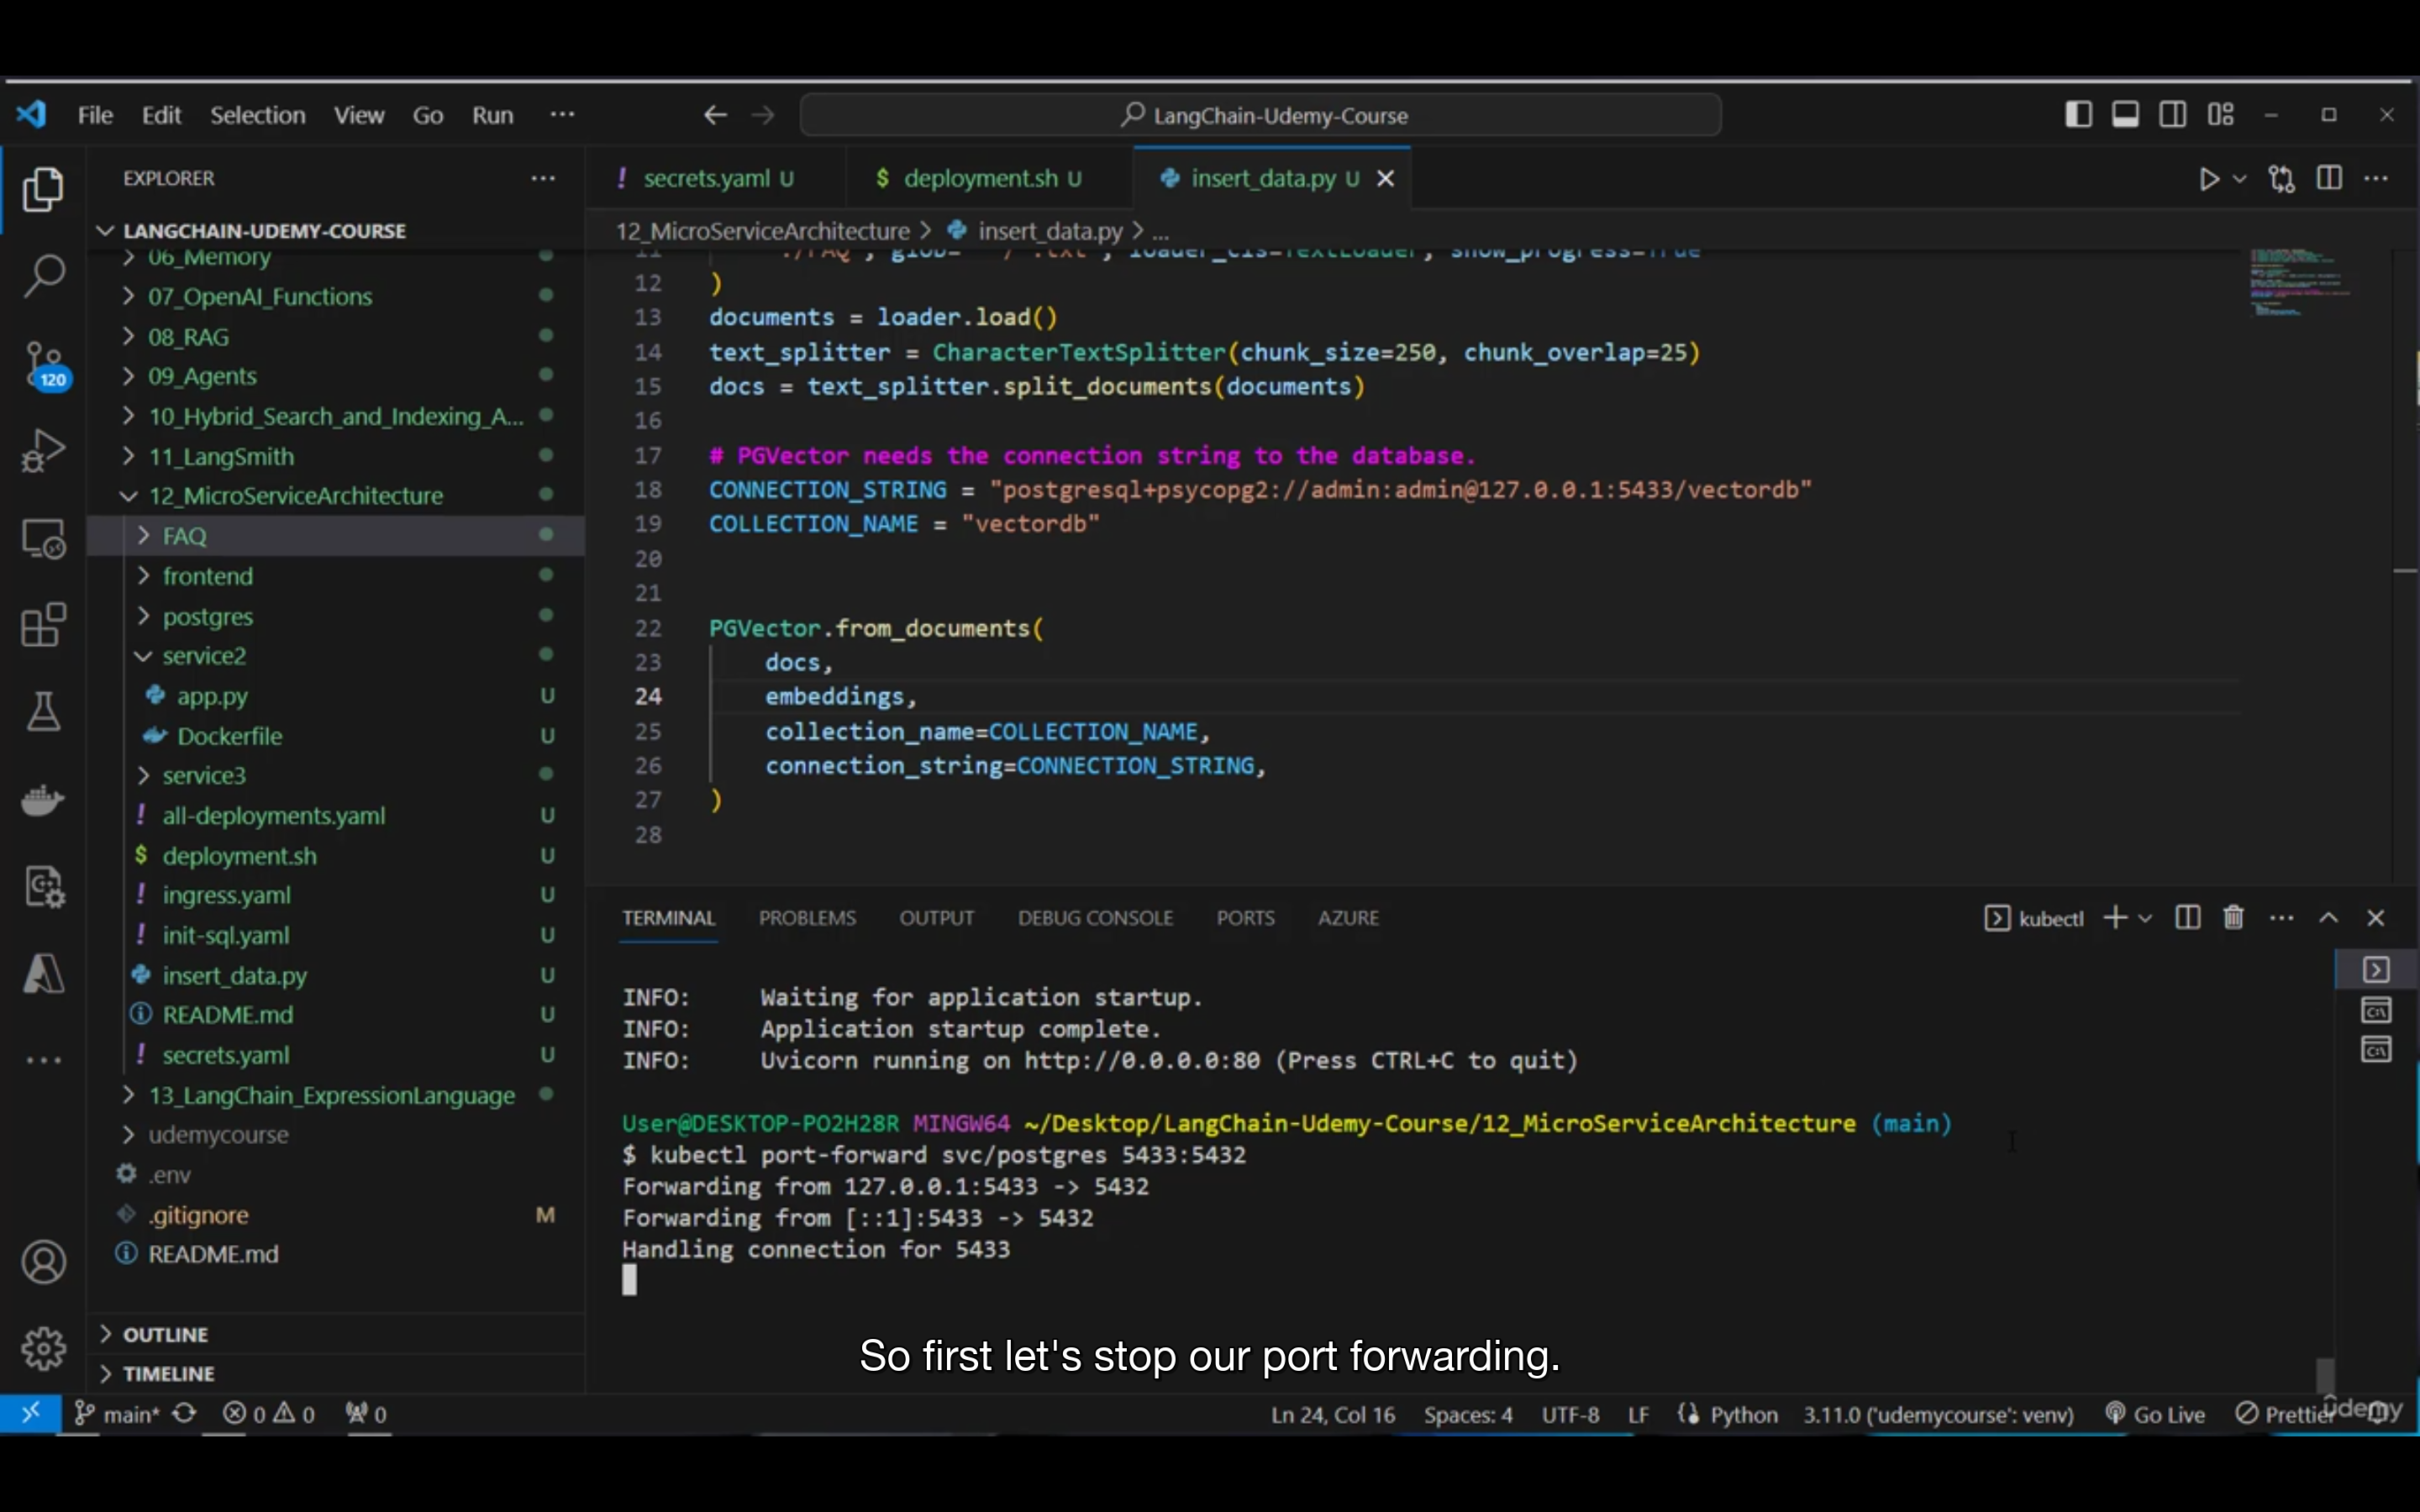 File Edit Selection View Go Run ···
LangChain-Udemy-Course
EXPLORER
LANGCHAIN-UDEMY-COURSE
06_Memory
07_OpenAI_Functions
08_RAG
09_Agents
10_Hybrid_Search_and_Indexing_A...
11_LangSmith
12_MicroServiceArchitecture
FAQ
frontend
postgres
service2
app.py U
Dockerfile U
service3
all-deployments.yaml U
deployment.sh U
ingress.yaml U
init-sql.yaml U
insert_data.py U
README.md U
secrets.yaml U
13_LangChain_ExpressionLanguage
udemycourse
.env
.gitignore M
README.md
OUTLINE
TIMELINE
120
secrets.yaml U
deployment.sh U
insert_data.py U
12_MicroServiceArchitecture > insert_data.py > ...
11 "./FAQ", loader_cls=TextLoader, show_progress=True
12 )
13 documents = loader.load()
14 text_splitter = CharacterTextSplitter(chunk_size=250, chunk_overlap=25)
15 docs = text_splitter.split_documents(documents)
16
17 # PGVector needs the connection string to the database.
18 CONNECTION_STRING = "postgresql+psycopg2://admin:admin@127.0.0.1:5433/vectordb"
19 COLLECTION_NAME = "vectordb"
20
21
22 PGVector.from_documents(
23 docs,
24 embeddings,
25 collection_name=COLLECTION_NAME,
26 connection_string=CONNECTION_STRING,
27 )
28
TERMINAL PROBLEMS OUTPUT DEBUG CONSOLE PORTS AZURE
kubectl
INFO: Waiting for application startup.
INFO: Application startup complete.
INFO: Uvicorn running on http://0.0.0.0:80 (Press CTRL+C to quit)
User@DESKTOP-PO2H28R MINGW64 ~/Desktop/LangChain-Udemy-Course/12_MicroServiceArchitecture (main)
$ kubectl port-forward svc/postgres 5433:5432
Forwarding from 127.0.0.1:5433 -> 5432
Forwarding from [::1]:5433 -> 5432
Handling connection for 5433
So first let's stop our port forwarding.
main* 0 0 0
Ln 24, Col 16 Spaces: 4 UTF-8 LF Python 3.11.0 ('udemycourse': venv) Go Live Prettier
ûdemy